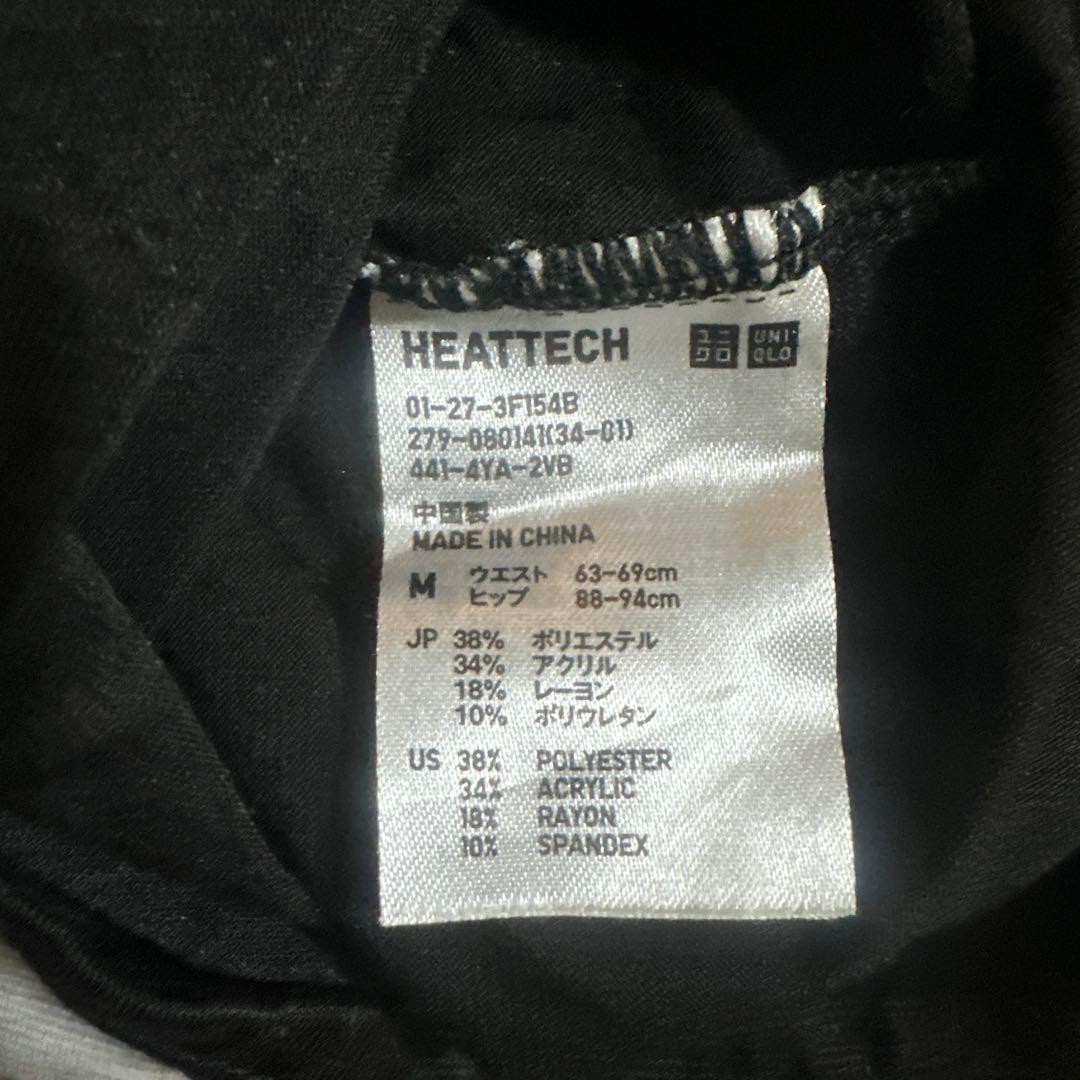 HEATTECH ユニクロ UNIQLO
01-27-3F154B
279-080141(34-01)
441-4YA-2VB
中国製
MADE IN CHINA
M ウエスト 63-69cm
ヒップ 88-94cm
JP 38% ポリエステル
34% アクリル
18% レーヨン
10% ポリウレタン
US 38% POLYESTER
34% ACRYLIC
18% RAYON
10% SPANDEX